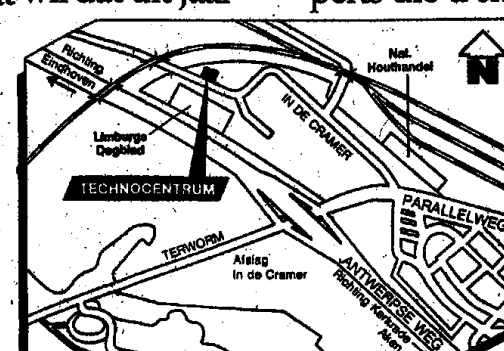 Richting
Eindhoven
Nat.
Houthandel
N
IN DE CRAMER
Limburgs
Dagblad
TECHNOCENTRUM
PARALLELWEG
TERWORM
Afslag
In de Cramer
ANTWERPSE WEG
Richting Kerkrade
Aken